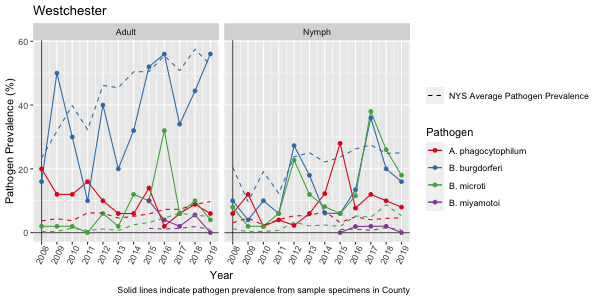 Westchester
Adult
Nymph
Pathogen Prevalence (%)
60
40
20
0
2008 2009 2010 2011 2012 2013 2014 2015 2016 2017 2018 2019
2008 2009 2010 2011 2012 2013 2014 2015 2016 2017 2018 2019
Year
Solid lines indicate pathogen prevalence from sample specimens in County
NYS Average Pathogen Prevalence
Pathogen
A. phagocytophilum
B. burgdorferi
B. microti
B. miyamotoi